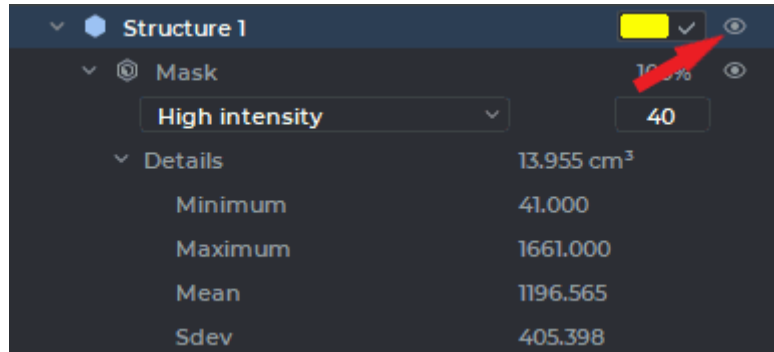 Structure 1
Mask 100%
High intensity 40
Details 13.955 cm³
Minimum 41.000
Maximum 1661.000
Mean 1196.565
Sdev 405.398